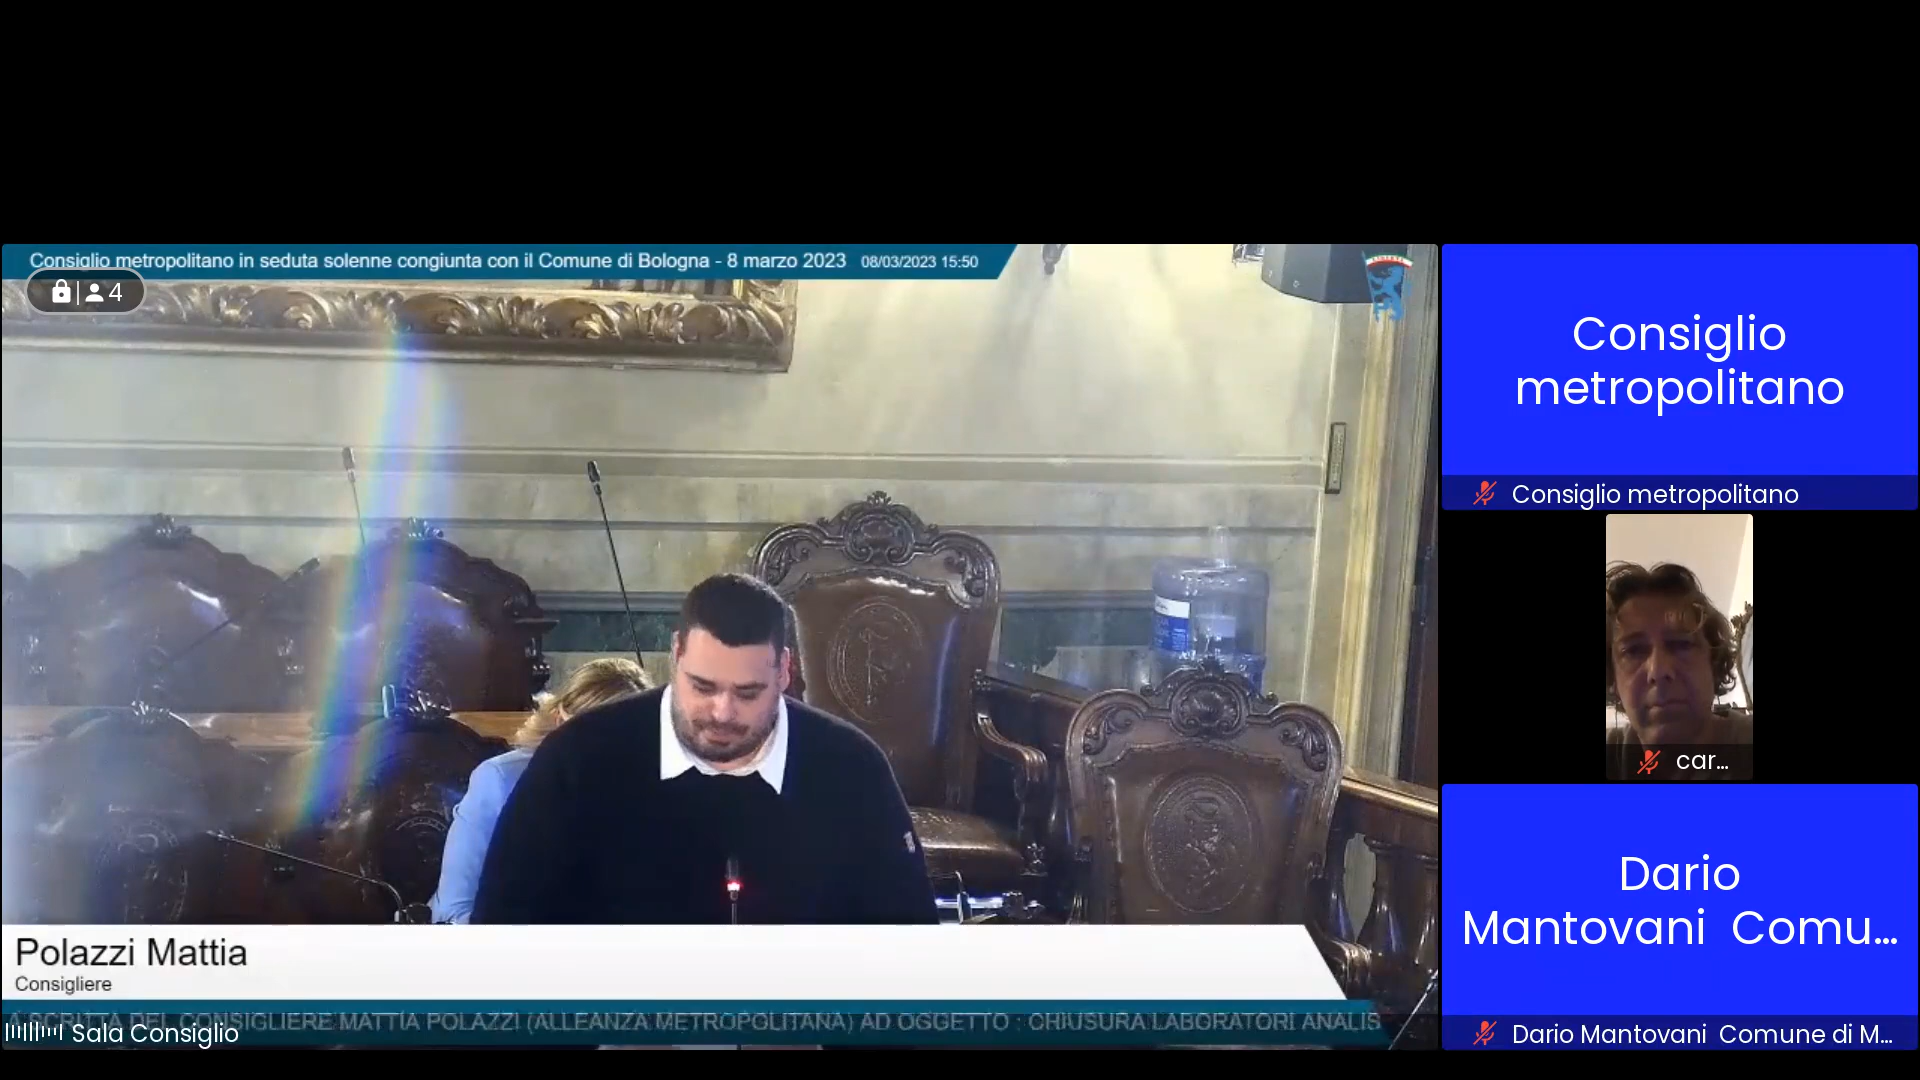 Consiglio metropolitano in seduta solenne congiunta con il Comune di Bologna - 8 marzo 2023 08/03/2023 15:50
4
Consiglio
metropolitano
Consiglio metropolitano
car...
Dario
Mantovani Comu...
Dario Mantovani Comune di M...
Polazzi Mattia
Consigliere
A SCRITTA DEL CONSIGLIERE MATTIA POLAZZI (ALLEANZA METROPOLITANA) AD OGGETTO : CHIUSURA LABORATORI ANALIS
Sala Consiglio